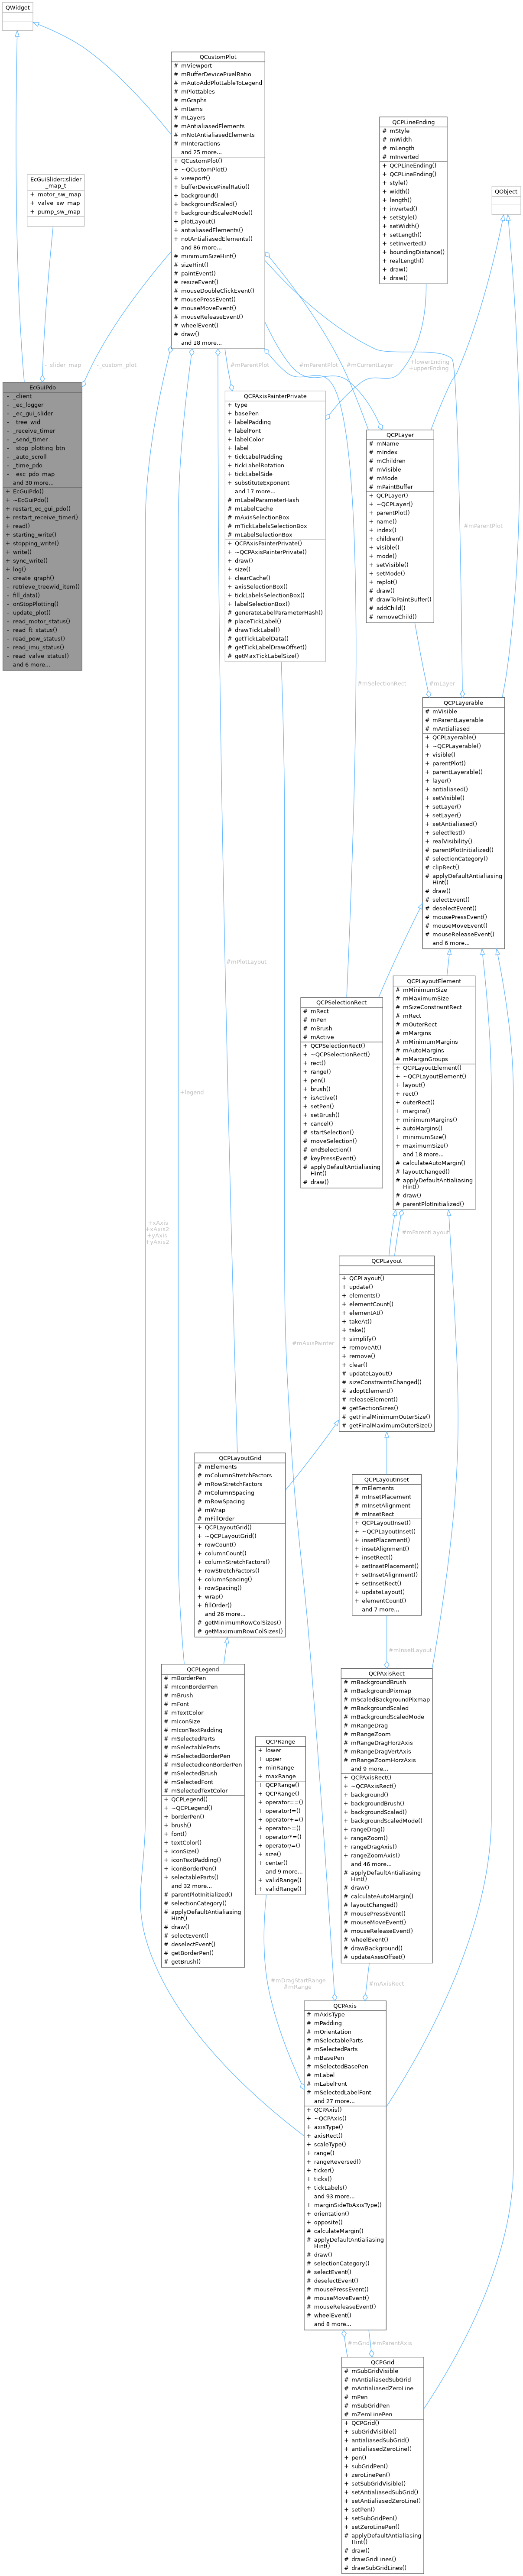 QWidget
QCustomPlot
# mViewport
# mBufferDevicePixelRatio
# mAutoAddPlottableToLegend
# mPlottables
# mGraphs
# mItems
# mLayers
# mAntialiasedElements
# mNotAntialiasedElements
# mInteractions
and 25 more...
+ QCustomPlot()
+ ~QCustomPlot()
+ viewport()
+ bufferDevicePixelRatio()
+ background()
+ backgroundScaled()
+ backgroundScaledMode()
+ plotLayout()
+ antialiasedElements()
+ notAntialiasedElements()
and 86 more...
# minimumSizeHint()
# sizeHint()
# paintEvent()
# resizeEvent()
# mouseDoubleClickEvent()
# mousePressEvent()
# mouseMoveEvent()
# mouseReleaseEvent()
# wheelEvent()
# draw()
and 18 more...
QCPLineEnding
# mStyle
# mWidth
# mLength
# mInverted
+ QCPLineEnding()
+ QCPLineEnding()
+ style()
+ width()
+ length()
+ inverted()
+ setStyle()
+ setWidth()
+ setLength()
+ setInverted()
+ boundingDistance()
+ realLength()
+ draw()
+ draw()
EcGuiSlider::slider
_map_t
+ motor_sw_map
+ valve_sw_map
+ pump_sw_map
QObject
_slider_map
_custom_plot
#mParentPlot
#mParentPlot
#mCurrentLayer
+lowerEnding
+upperEnding
EcGuiPdo
- _client
- _ec_logger
- _ec_gui_slider
- _tree_wid
- _receive_timer
- _send_timer
- _stop_plotting_btn
- _auto_scroll
- _time_pdo
- _esc_pdo_map
and 30 more...
+ EcGuiPdo()
+ ~EcGuiPdo()
+ restart_ec_gui_pdo()
+ restart_receive_timer()
+ read()
+ starting_write()
+ stopping_write()
+ write()
+ sync_write()
+ log()
- create_graph()
- retrieve_treewid_item()
- fill_data()
- onStopPlotting()
- update_plot()
- read_motor_status()
- read_ft_status()
- read_pow_status()
- read_imu_status()
- read_valve_status()
and 6 more...
QCPAxisPainterPrivate
+ type
+ basePen
+ labelPadding
+ labelFont
+ labelColor
+ label
+ tickLabelPadding
+ tickLabelRotation
+ tickLabelSide
+ substituteExponent
and 17 more...
# mLabelParameterHash
# mLabelCache
# mAxisSelectionBox
# mTickLabelsSelectionBox
# mLabelSelectionBox
+ QCPAxisPainterPrivate()
+ ~QCPAxisPainterPrivate()
+ draw()
+ size()
+ clearCache()
+ axisSelectionBox()
+ tickLabelsSelectionBox()
+ labelSelectionBox()
# generateLabelParameterHash()
# placeTickLabel()
# drawTickLabel()
# getTickLabelData()
# getTickLabelDrawOffset()
# getMaxTickLabelSize()
QCPLayer
# mName
# mIndex
# mChildren
# mVisible
# mMode
# mPaintBuffer
+ QCPLayer()
+ ~QCPLayer()
+ parentPlot()
+ name()
+ index()
+ children()
+ visible()
+ mode()
+ setVisible()
+ setMode()
+ replot()
# draw()
# drawToPaintBuffer()
# addChild()
# removeChild()
#mParentPlot
#mSelectionRect
#mLayer
QCPLayerable
# mVisible
# mParentLayerable
# mAntialiased
+ QCPLayerable()
+ ~QCPLayerable()
+ visible()
+ parentPlot()
+ parentLayerable()
+ layer()
+ antialiased()
+ setVisible()
+ setLayer()
+ setLayer()
+ setAntialiased()
+ selectTest()
+ realVisibility()
# parentPlotInitialized()
# selectionCategory()
# clipRect()
# applyDefaultAntialiasing
Hint()
# draw()
# selectEvent()
# deselectEvent()
# mousePressEvent()
# mouseMoveEvent()
# mouseReleaseEvent()
and 6 more...
#mPlotLayout
QCPSelectionRect
# mRect
# mPen
# mBrush
# mActive
+ QCPSelectionRect()
+ ~QCPSelectionRect()
+ rect()
+ range()
+ pen()
+ brush()
+ isActive()
+ setPen()
+ setBrush()
+ cancel()
# startSelection()
# moveSelection()
# endSelection()
# keyPressEvent()
# applyDefaultAntialiasing
Hint()
# draw()
QCPLayoutElement
# mMinimumSize
# mMaximumSize
# mSizeConstraintRect
# mRect
# mOuterRect
# mMargins
# mMinimumMargins
# mAutoMargins
# mMarginGroups
+ QCPLayoutElement()
+ ~QCPLayoutElement()
+ layout()
+ rect()
+ outerRect()
+ margins()
+ minimumMargins()
+ autoMargins()
+ minimumSize()
+ maximumSize()
and 18 more...
# calculateAutoMargin()
# layoutChanged()
# applyDefaultAntialiasing
Hint()
# draw()
# parentPlotInitialized()
+legend
+xAxis
+xAxis2
+yAxis
+yAxis2
#mParentLayout
QCPLayout
+ QCPLayout()
+ update()
+ elements()
+ elementCount()
+ elementAt()
+ takeAt()
+ take()
+ simplify()
+ removeAt()
+ remove()
+ clear()
# updateLayout()
# sizeConstraintsChanged()
# adoptElement()
# releaseElement()
# getSectionSizes()
# getFinalMinimumOuterSize()
# getFinalMaximumOuterSize()
#mAxisPainter
QCPLayoutGrid
# mElements
# mColumnStretchFactors
# mRowStretchFactors
# mColumnSpacing
# mRowSpacing
# mWrap
# mFillOrder
+ QCPLayoutGrid()
+ ~QCPLayoutGrid()
+ rowCount()
+ columnCount()
+ columnStretchFactors()
+ rowStretchFactors()
+ columnSpacing()
+ rowSpacing()
+ wrap()
+ fillOrder()
and 26 more...
# getMinimumRowColSizes()
# getMaximumRowColSizes()
QCPLayoutInset
# mElements
# mInsetPlacement
# mInsetAlignment
# mInsetRect
+ QCPLayoutInset()
+ ~QCPLayoutInset()
+ insetPlacement()
+ insetAlignment()
+ insetRect()
+ setInsetPlacement()
+ setInsetAlignment()
+ setInsetRect()
+ updateLayout()
+ elementCount()
and 7 more...
#mInsetLayout
QCPLegend
# mBorderPen
# mIconBorderPen
# mBrush
# mFont
# mTextColor
# mIconSize
# mIconTextPadding
# mSelectedParts
# mSelectableParts
# mSelectedBorderPen
# mSelectedIconBorderPen
# mSelectedBrush
# mSelectedFont
# mSelectedTextColor
+ QCPLegend()
+ ~QCPLegend()
+ borderPen()
+ brush()
+ font()
+ textColor()
+ iconSize()
+ iconTextPadding()
+ iconBorderPen()
+ selectableParts()
and 32 more...
# parentPlotInitialized()
# selectionCategory()
# applyDefaultAntialiasing
Hint()
# draw()
# selectEvent()
# deselectEvent()
# getBorderPen()
# getBrush()
QCPRange
+ lower
+ upper
+ minRange
+ maxRange
+ QCPRange()
+ QCPRange()
+ operator==()
+ operator!=()
+ operator+=()
+ operator-=()
+ operator*=()
+ operator/=()
+ size()
+ center()
and 9 more...
+ validRange()
+ validRange()
QCPAxisRect
# mBackgroundBrush
# mBackgroundPixmap
# mScaledBackgroundPixmap
# mBackgroundScaled
# mBackgroundScaledMode
# mRangeDrag
# mRangeZoom
# mRangeDragHorzAxis
# mRangeDragVertAxis
# mRangeZoomHorzAxis
and 9 more...
+ QCPAxisRect()
+ ~QCPAxisRect()
+ background()
+ backgroundBrush()
+ backgroundScaled()
+ backgroundScaledMode()
+ rangeDrag()
+ rangeZoom()
+ rangeDragAxis()
+ rangeZoomAxis()
and 46 more...
# applyDefaultAntialiasing
Hint()
# draw()
# calculateAutoMargin()
# layoutChanged()
# mousePressEvent()
# mouseMoveEvent()
# mouseReleaseEvent()
# wheelEvent()
# drawBackground()
# updateAxesOffset()
#mDragStartRange
#mRange
#mAxisRect
QCPAxis
# mAxisType
# mPadding
# mOrientation
# mSelectableParts
# mSelectedParts
# mBasePen
# mSelectedBasePen
# mLabel
# mLabelFont
# mSelectedLabelFont
and 27 more...
+ QCPAxis()
+ ~QCPAxis()
+ axisType()
+ axisRect()
+ scaleType()
+ range()
+ rangeReversed()
+ ticker()
+ ticks()
+ tickLabels()
and 93 more...
+ marginSideToAxisType()
+ orientation()
+ opposite()
# calculateMargin()
# applyDefaultAntialiasing
Hint()
# draw()
# selectionCategory()
# selectEvent()
# deselectEvent()
# mousePressEvent()
# mouseMoveEvent()
# mouseReleaseEvent()
# wheelEvent()
and 8 more...
#mGrid
#mParentAxis
QCPGrid
# mSubGridVisible
# mAntialiasedSubGrid
# mAntialiasedZeroLine
# mPen
# mSubGridPen
# mZeroLinePen
+ QCPGrid()
+ subGridVisible()
+ antialiasedSubGrid()
+ antialiasedZeroLine()
+ pen()
+ subGridPen()
+ zeroLinePen()
+ setSubGridVisible()
+ setAntialiasedSubGrid()
+ setAntialiasedZeroLine()
+ setPen()
+ setSubGridPen()
+ setZeroLinePen()
# applyDefaultAntialiasing
Hint()
# draw()
# drawGridLines()
# drawSubGridLines()